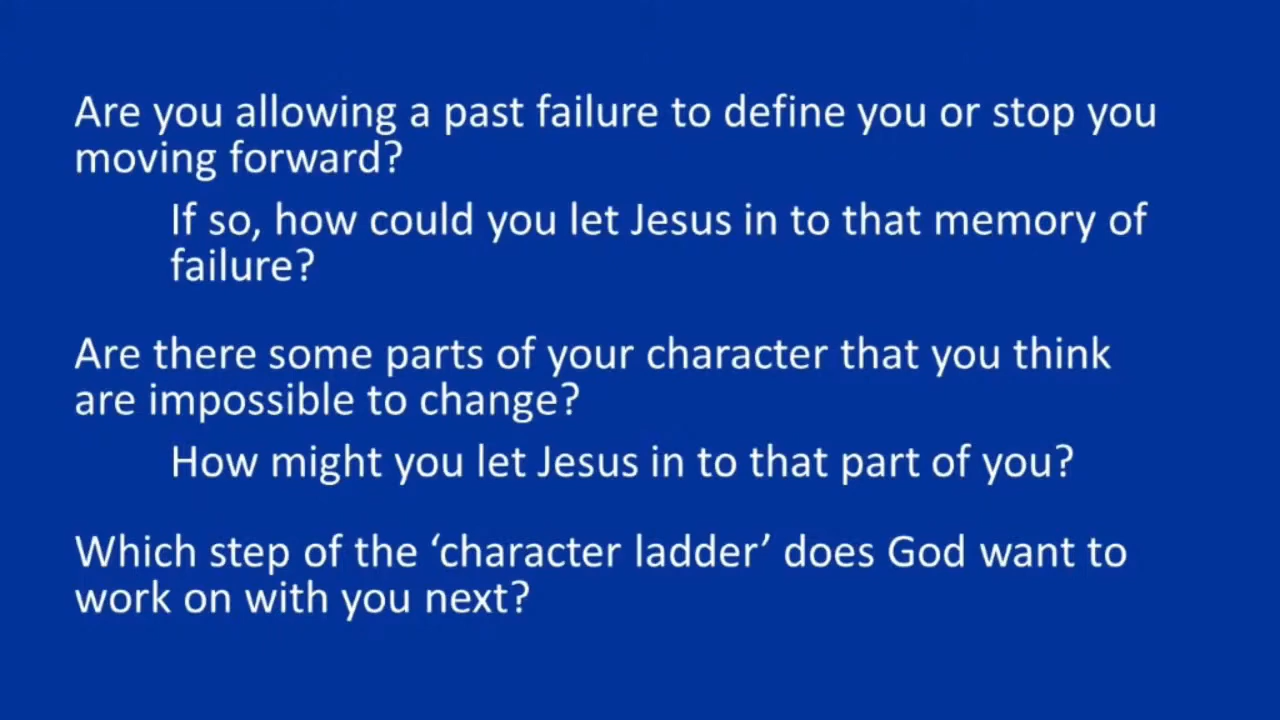 Are you allowing a past failure to define you or stop you
moving forward?
If so, how could you let Jesus in to that memory of
failure?
Are there some parts of your character that you think
are impossible to change?
How might you let Jesus in to that part of you?
Which step of the ‘character ladder’ does God want to
work on with you next?